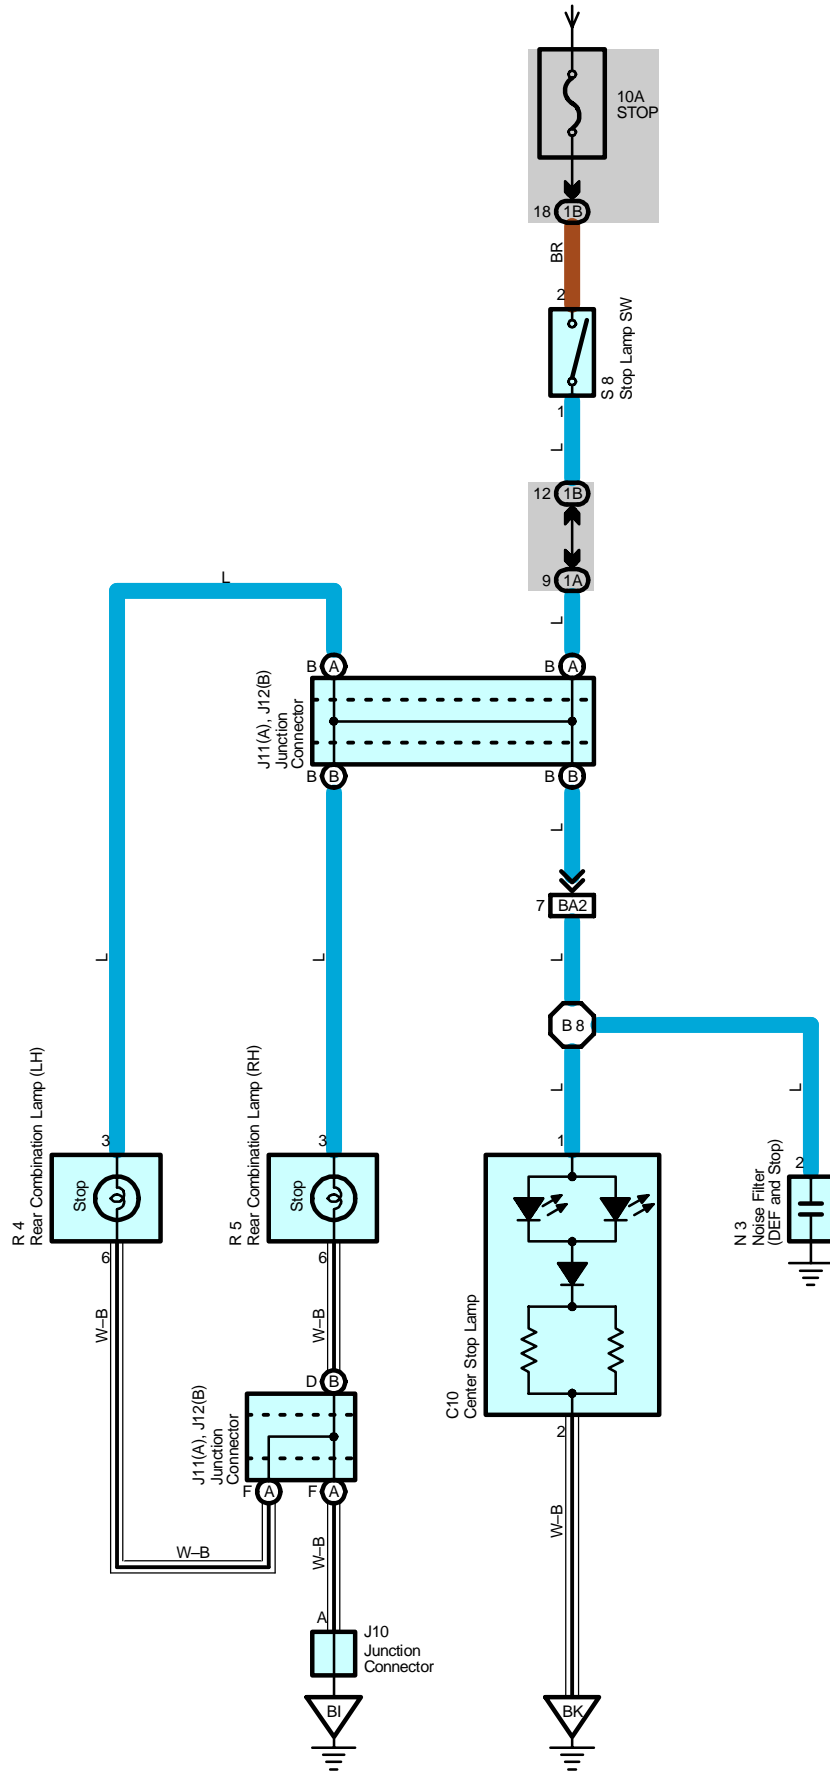 10A
STOP
18
1B
BR
2
S 8
Stop Lamp SW
1
L
12
1B
9
1A
L
L
B
A
B
A
J11(A), J12(B)
Junction
Connector
B
B
B
B
L
7
BA2
L
L
L
B 8
L
L
R 4
Rear Combination Lamp (LH)
3
Stop
6
R 5
Rear Combination Lamp (RH)
3
Stop
6
1
C10
Center Stop Lamp
2
N 3
Noise Filter
(DEF and Stop)
2
W–B
W–B
D
B
J11(A), J12(B)
Junction
Connector
F
A
F
A
W–B
W–B
W–B
A
J10
Junction
Connector
BI
BK